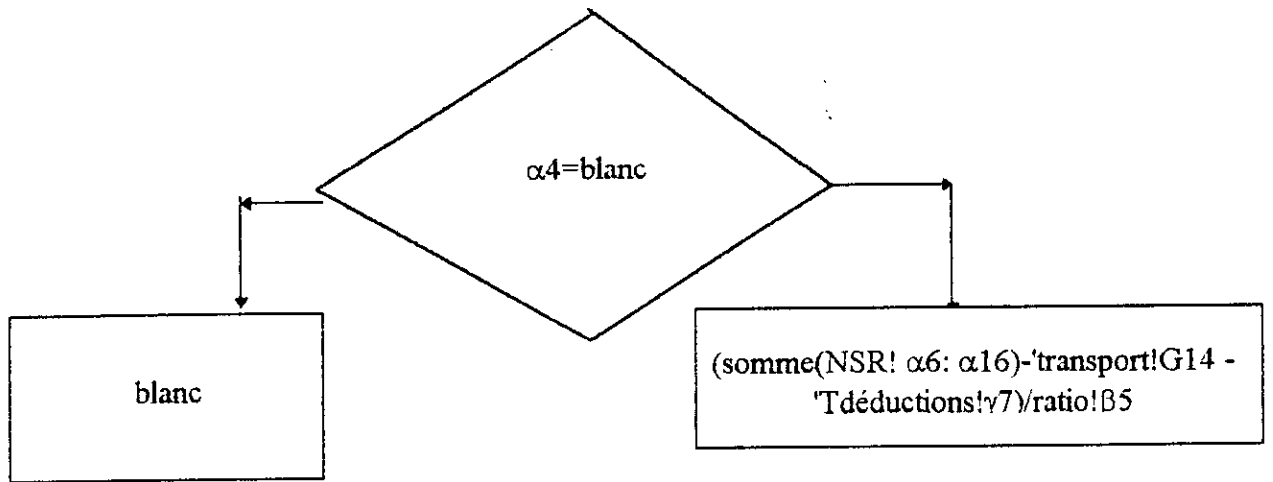 α4=blanc
blanc
(somme(NSR! α6: α16)-'transport!G14 -
'Tdéductions!γ7)/ratio!β5